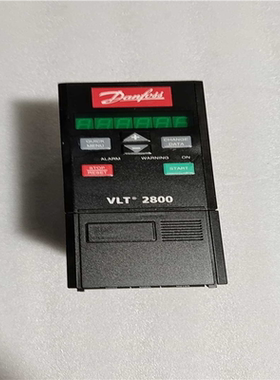 Danfoss
QUICK MENU
+
CHANGE DATA
-
ALARM WARNING ON
STOP RESET
START
VLT® 2800